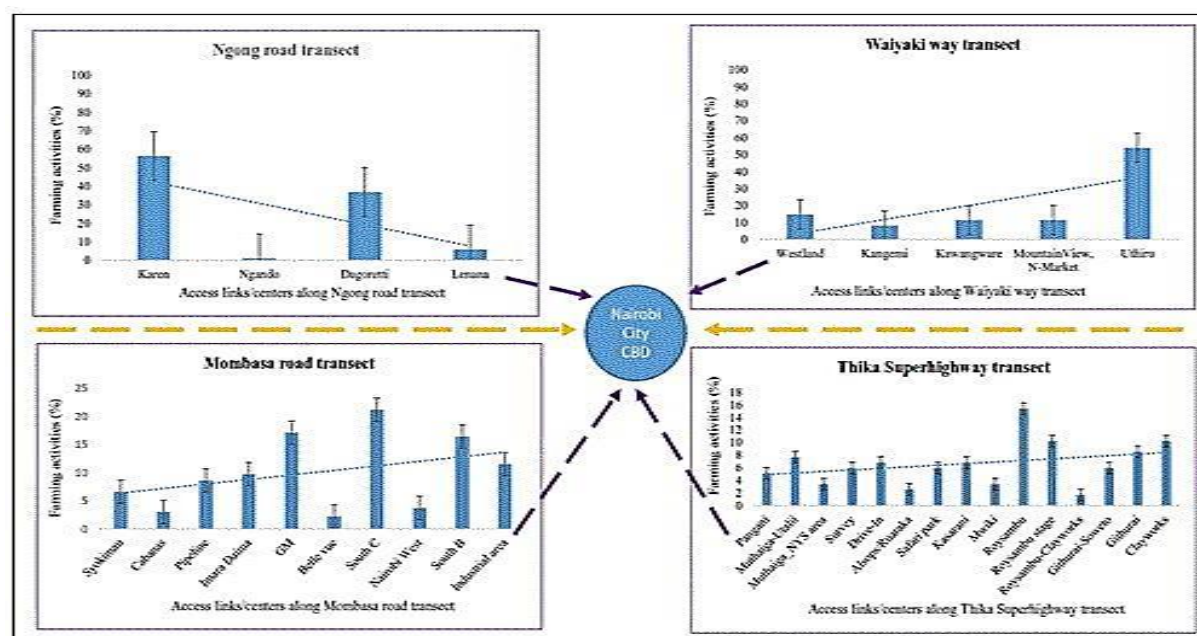 Ngong road transect
Farming activities (%)
100
90
80
70
60
50
40
30
20
10
0
Karen
Ngando
Dagoretti
Lenana
Access links/centers along Ngong road transect
Waiyaki way transect
Farming activities (%)
100
90
80
70
60
50
40
30
20
10
0
Westland
Kangemi
Kawangware
MountainView,
N-Market
Uthiru
Access links/centers along Waiyaki way transect
Nairobi
City
CBD
Mombasa road transect
Farming activities (%)
25
20
15
10
5
0
Syokimau
Cabanas
Pipeline
Imara Daima
GM
Belle vue
South C
Nairobi West
South B
Industrial area
Access links/centers along Mombasa road transect
Thika Superhighway transect
Farming activities (%)
18
16
14
12
10
8
6
4
2
0
Pangani
Muthaiga-Utalii
Muthaiga_NYS area
Survey
Drive-In
Alsops-Ruaraka
Safari park
Kasarani
Mwiki
Roysambu
Roysambu stage
Roysambu-Clayworks
Githurai-Soweto
Githurai
Clayworks
Access links/centers along Thika Superhighway transect